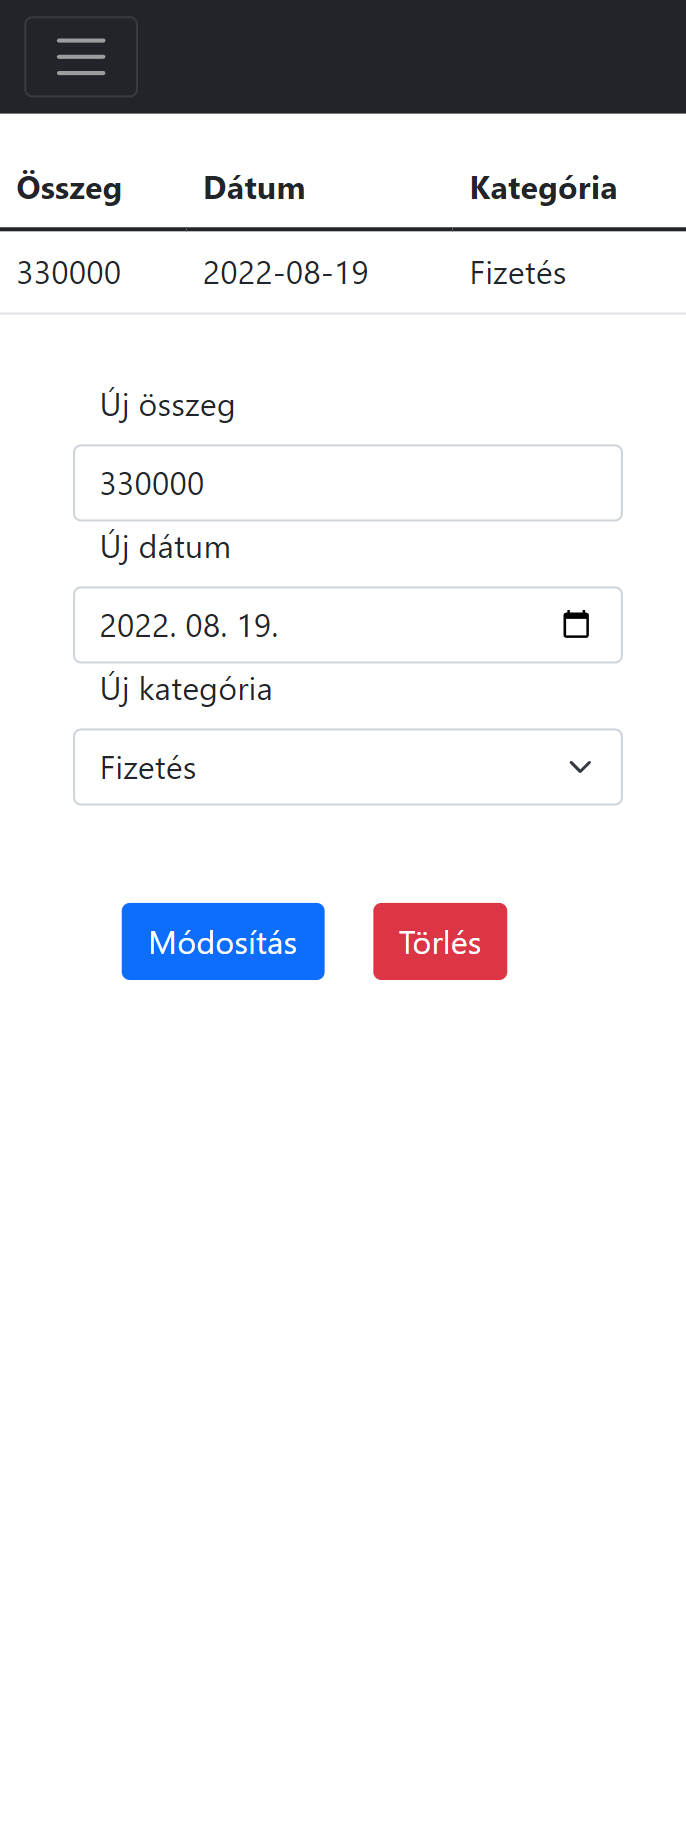 Összeg Dátum Kategória
330000 2022-08-19 Fizetés
Új összeg
330000
Új dátum
2022. 08. 19.
Új kategória
Fizetés
Módosítás Törlés